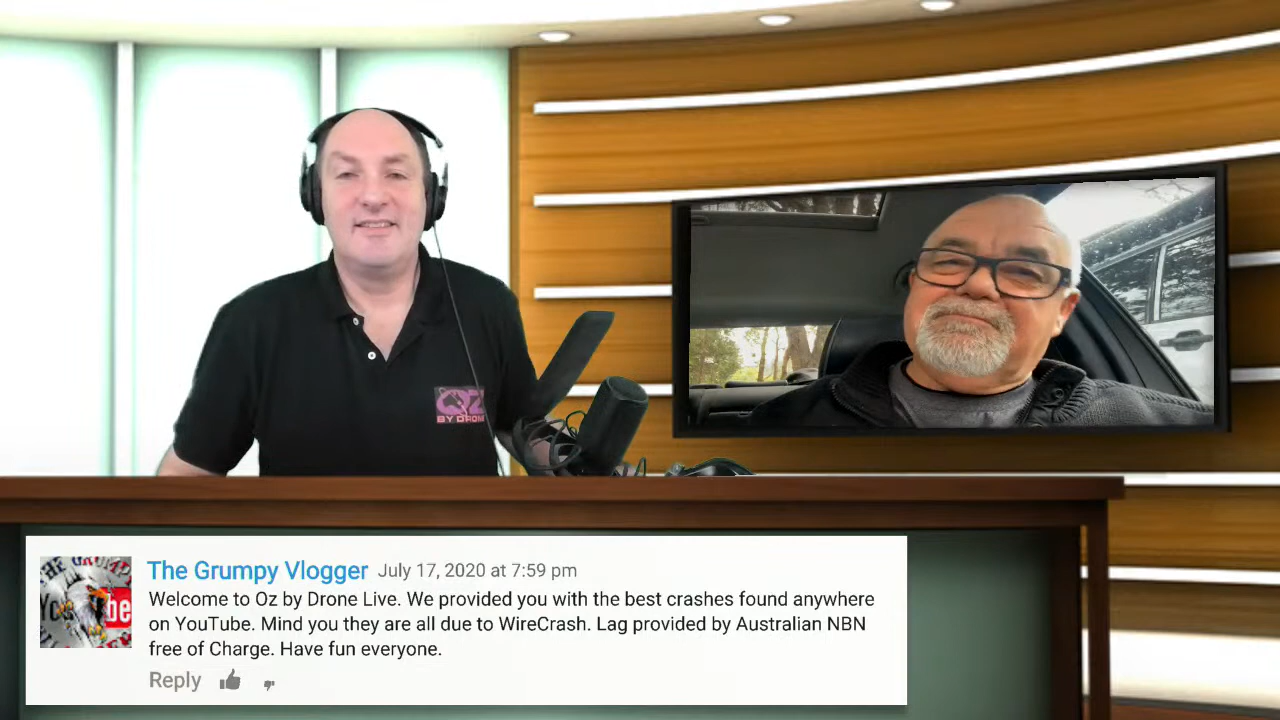 OZ
BY DRONE
The Grumpy Vlogger July 17, 2020 at 7:59 pm
Welcome to Oz by Drone Live. We provided you with the best crashes found anywhere
on YouTube. Mind you they are all due to WireCrash. Lag provided by Australian NBN
free of Charge. Have fun everyone.
Reply